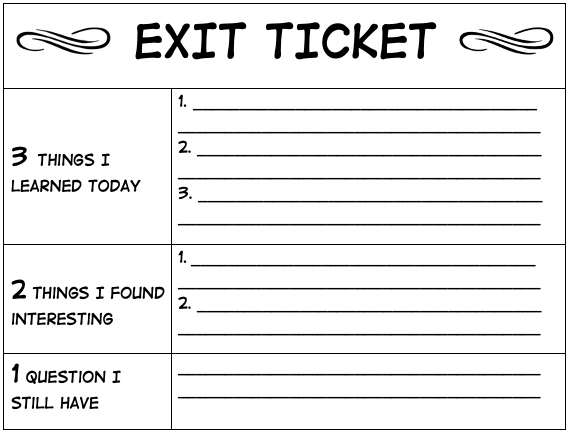 EXIT TICKET
3 THINGS I
LEARNED TODAY
1.
2.
3.
2 THINGS I FOUND
INTERESTING
1.
2.
1 QUESTION I
STILL HAVE